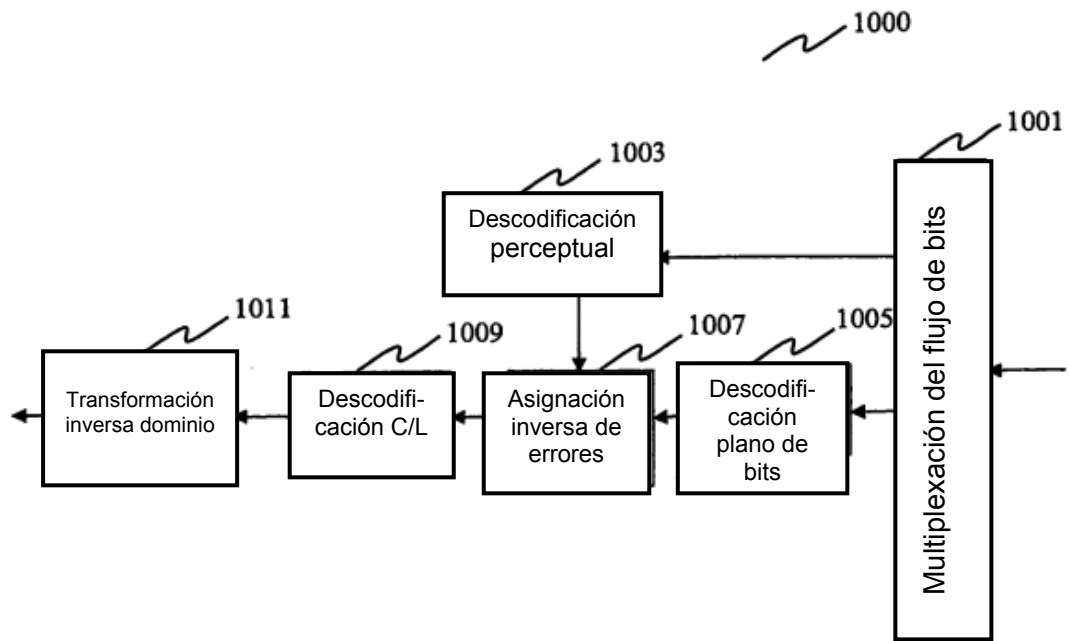 1000
1001
1003
Descodificación
perceptual
1011
1009
1007
1005
Transformación
inversa dominio
Descodifi-
cación C/L
Asignación
inversa de
errores
Descodifi-
cación
plano de
bits
Multiplexación del flujo de bits